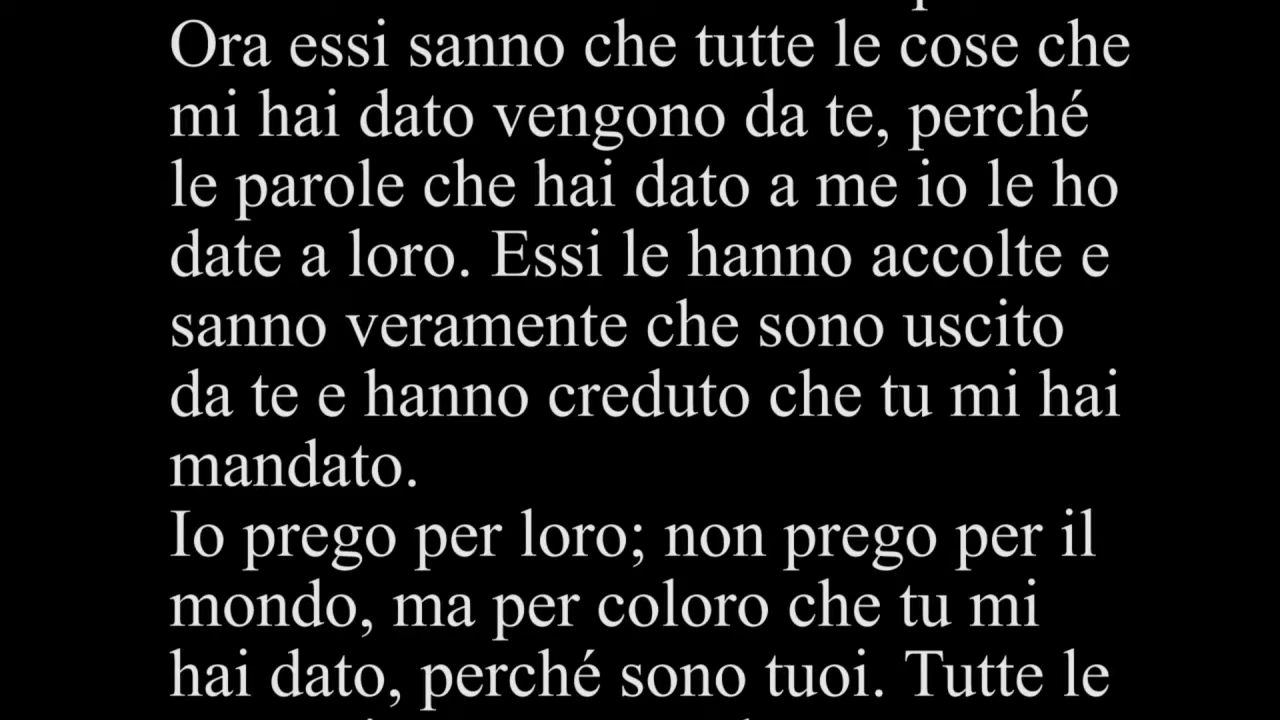 Ora essi sanno che tutte le cose che
mi hai dato vengono da te, perché
le parole che hai dato a me io le ho
date a loro. Essi le hanno accolte e
sanno veramente che sono uscito
da te e hanno creduto che tu mi hai
mandato.
Io prego per loro; non prego per il
mondo, ma per coloro che tu mi
hai dato, perché sono tuoi. Tutte le